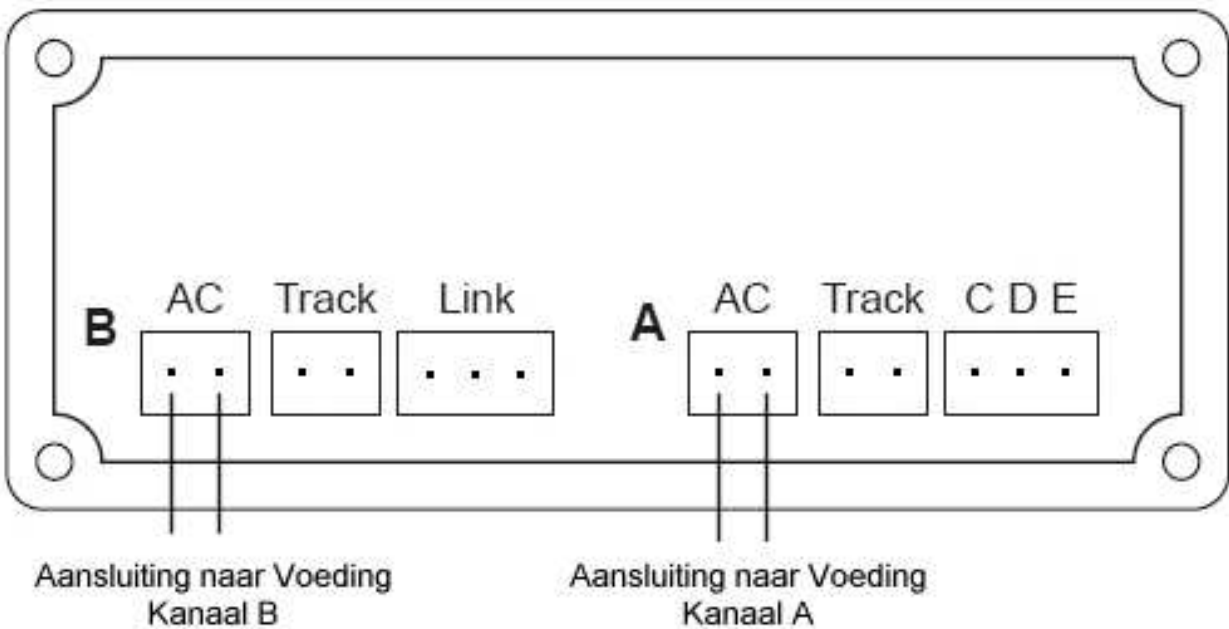 AC Track Link AC Track C D E
B A
Aansluiting naar Voeding
Kanaal B
Aansluiting naar Voeding
Kanaal A